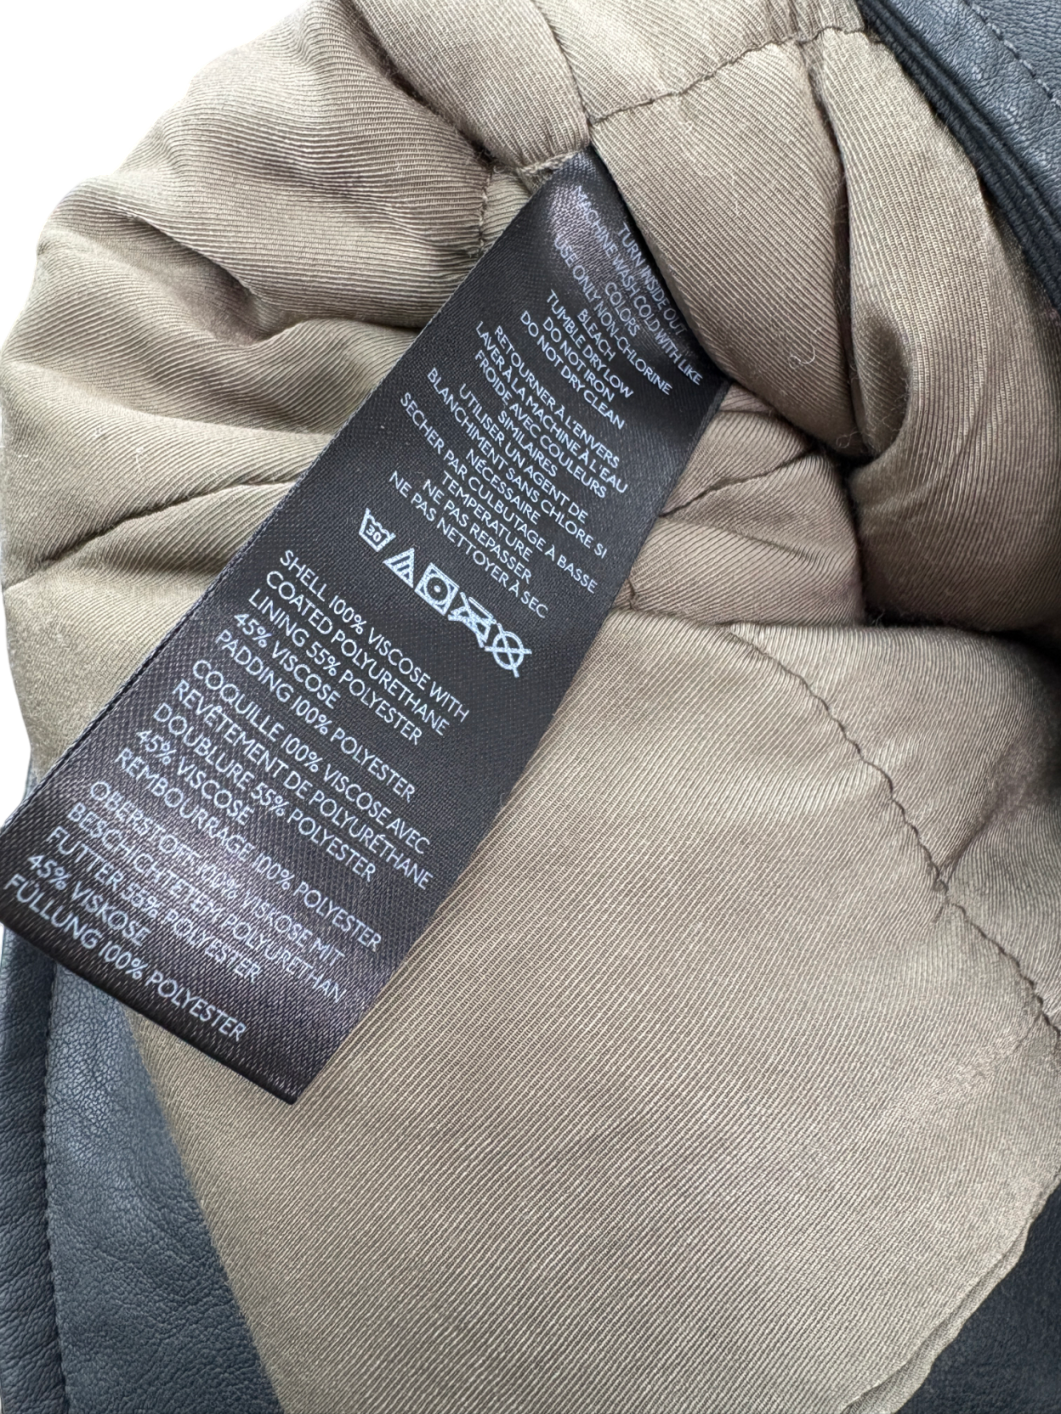 TURN INSIDE OUT
MACHINE WASH COLD WITH LIKE
COLORS
USE ONLY NON-CHLORINE
BLEACH
TUMBLE DRY LOW
DO NOT IRON
DO NOT DRY CLEAN
RETOURNER À L'ENVERS
LAVER À LA MACHINE À L'EAU
FROIDE AVEC COULEURS
SIMILAIRES
UTILISER UN AGENT DE
BLANCHIMENT SANS CHLORE SI
NÉCESSAIRE
SÉCHER PAR CULBUTAGE À BASSE
TEMPERATURE
NE PAS REPASSER
NE PAS NETTOYER À SEC
30
SHELL 100% VISCOSE WITH
COATED POLYURETHANE
LINING 55% POLYESTER
45% VISCOSE
PADDING 100% POLYESTER
COQUILLE 100% VISCOSE AVEC
REVÊTEMENT DE POLYURÉTHANE
DOUBLURE 55% POLYESTER
45% VISCOSE
REMBOURRAGE 100% POLYESTER
OBERSTOFF 100% VISKOSE MIT
BESCHICHTETEM POLYURETHAN
FUTTER 55% POLYESTER
45% VISKOSE
FÜLLUNG 100% POLYESTER